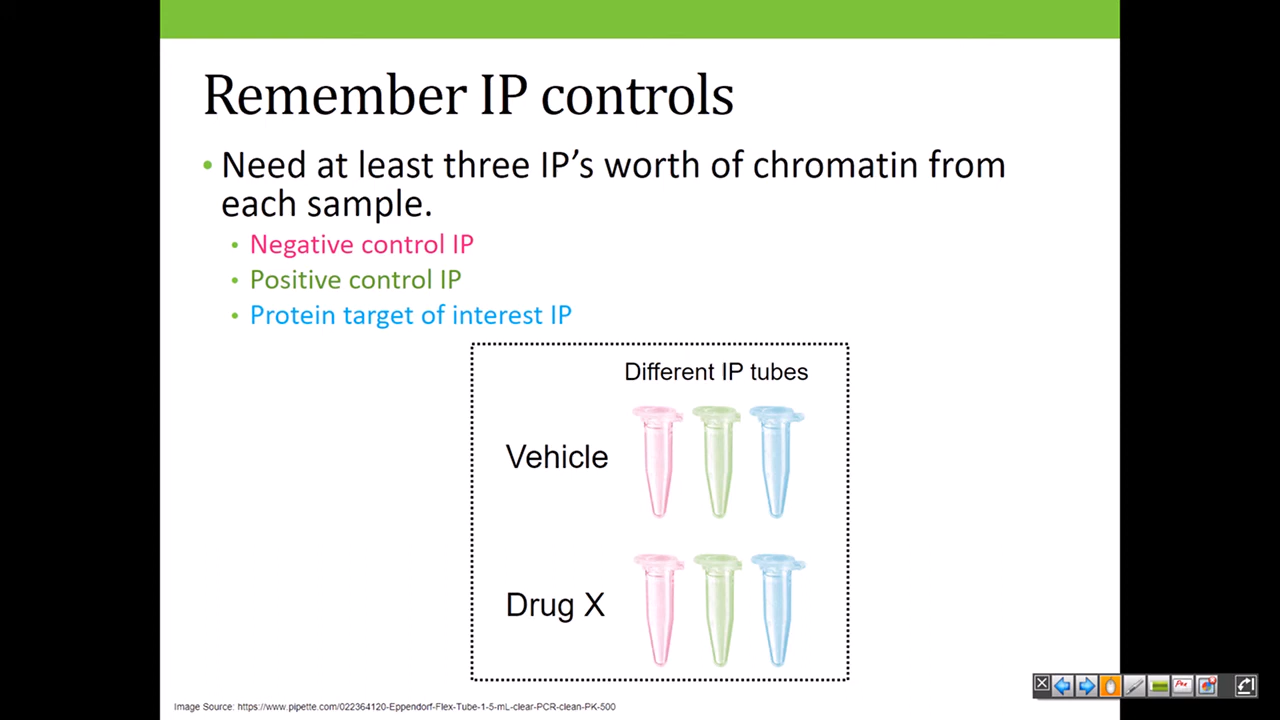 Remember IP controls
• Need at least three IP’s worth of chromatin from
each sample.
• Negative control IP
• Positive control IP
• Protein target of interest IP
Different IP tubes
Vehicle
Drug X
Image Source: https://www.pipette.com/022364120-Eppendorf-Flex-Tube-1-5-mL-clear-PCR-clean-PK-500